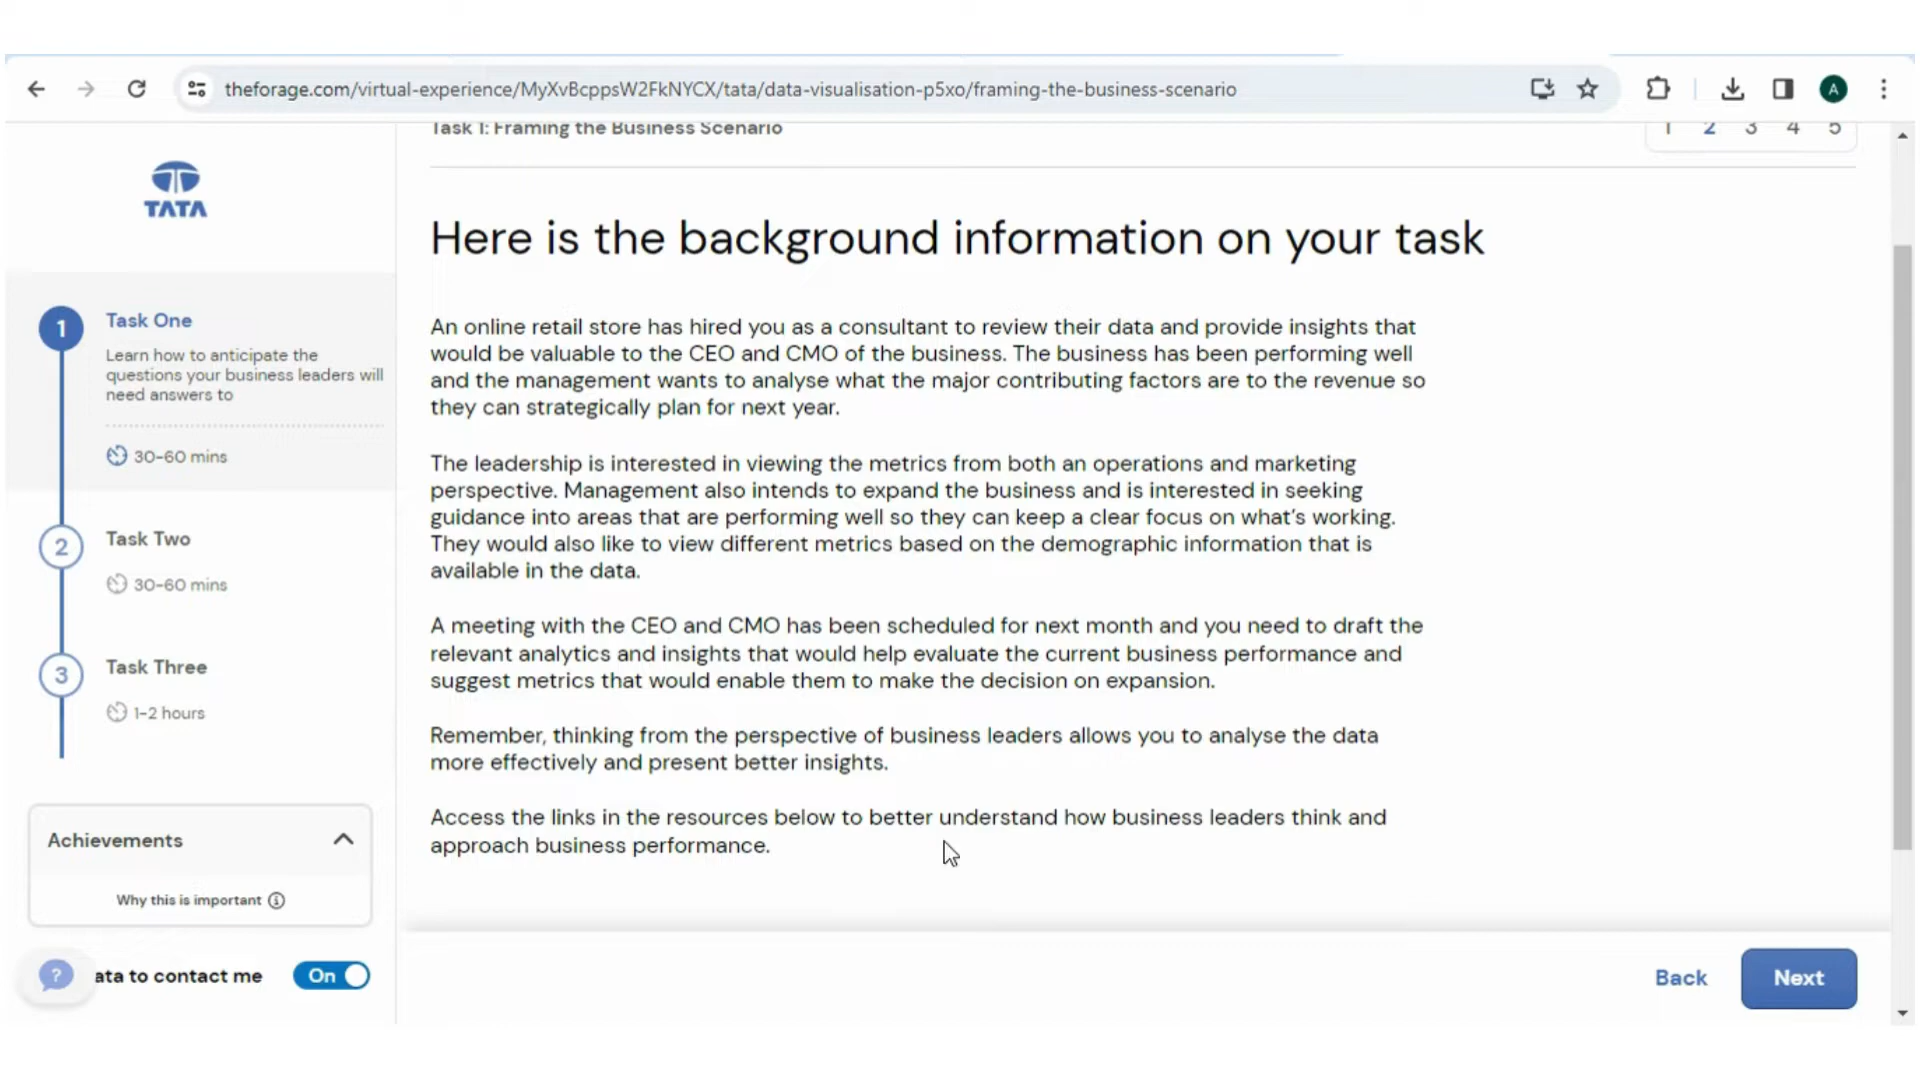 theforage.com/virtual-experience/MyXvBcppsW2FkNYCX/tata/data-visualisation-p5xo/framing-the-business-scenario
A
Task 1: Framing the Business Scenario
1 2 3 4 5
TATA
Here is the background information on your task
1
Task One
Learn how to anticipate the
questions your business leaders will
need answers to
30-60 mins
2
Task Two
30-60 mins
3
Task Three
1-2 hours
Achievements
Why this is important
?
ata to contact me
On
An online retail store has hired you as a consultant to review their data and provide insights that
would be valuable to the CEO and CMO of the business. The business has been performing well
and the management wants to analyse what the major contributing factors are to the revenue so
they can strategically plan for next year.
The leadership is interested in viewing the metrics from both an operations and marketing
perspective. Management also intends to expand the business and is interested in seeking
guidance into areas that are performing well so they can keep a clear focus on what's working.
They would also like to view different metrics based on the demographic information that is
available in the data.
A meeting with the CEO and CMO has been scheduled for next month and you need to draft the
relevant analytics and insights that would help evaluate the current business performance and
suggest metrics that would enable them to make the decision on expansion.
Remember, thinking from the perspective of business leaders allows you to analyse the data
more effectively and present better insights.
Access the links in the resources below to better understand how business leaders think and
approach business performance.
Back
Next